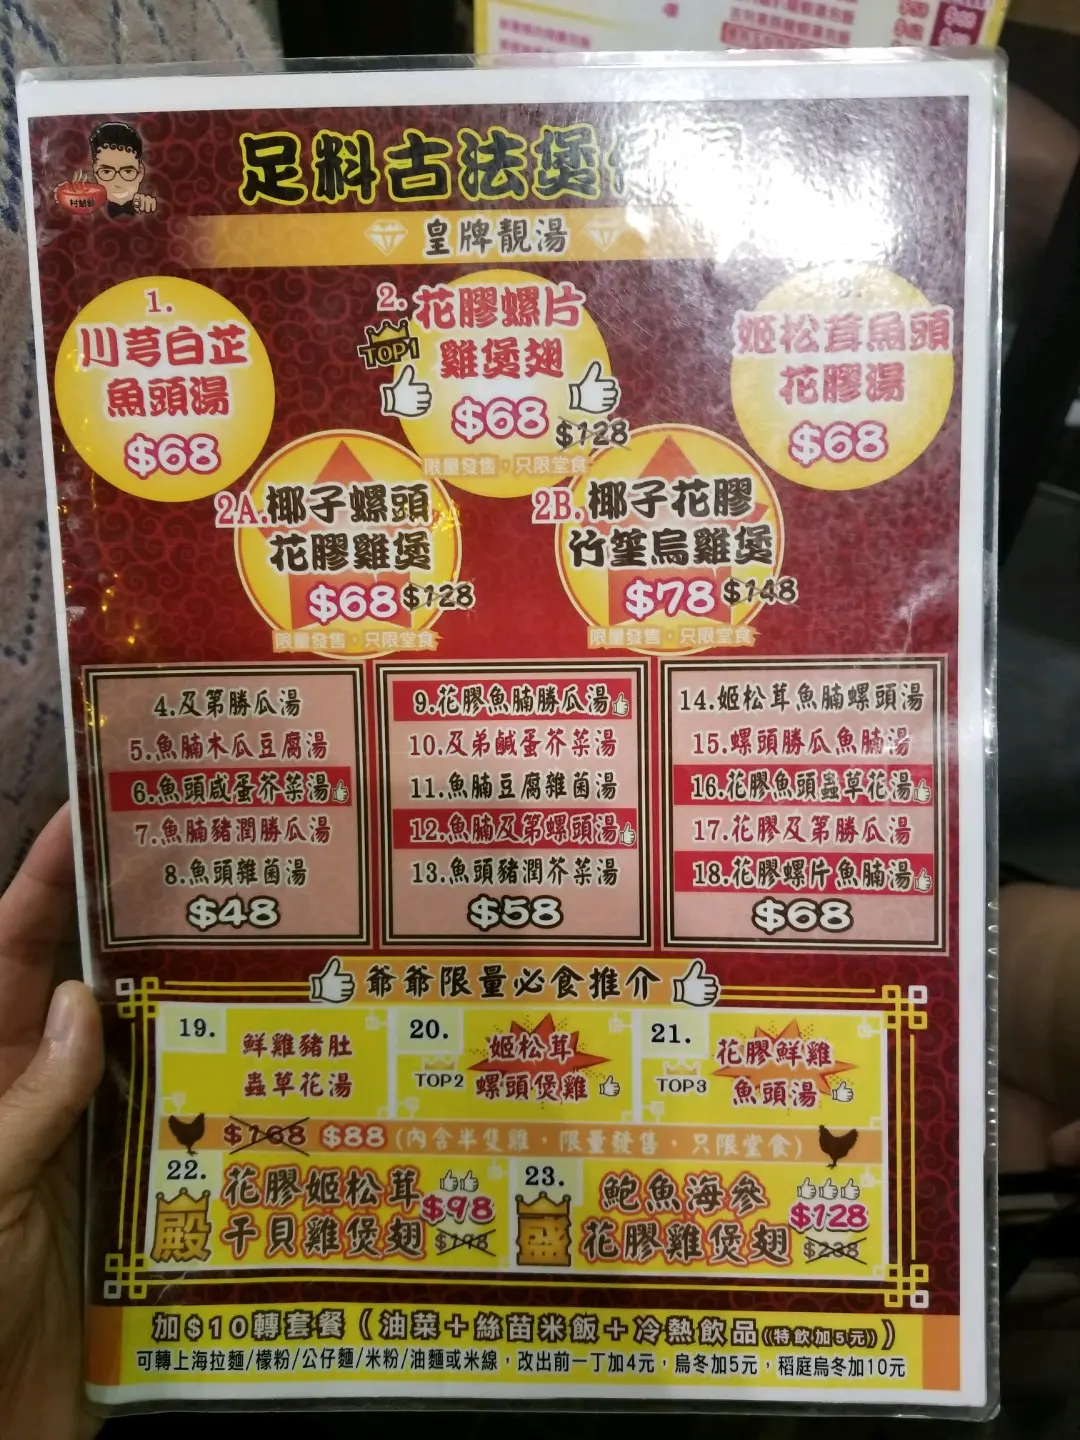 足料古法煲
皇牌靚湯
1.
川芎白芷
魚頭湯
$68
2.
TOP1
花膠螺片
雞煲翅
$68 $128
限量發售，只限堂食
3.
姬松茸魚頭
花膠湯
$68
2A.椰子螺頭
花膠雞煲
$68 $128
限量發售，只限堂食
2B.椰子花膠
竹笙烏雞煲
$78 $148
限量發售，只限堂食
4.及第勝瓜湯
5.魚腩木瓜豆腐湯
6.魚頭咸蛋芥菜湯
7.魚腩豬潤勝瓜湯
8.魚頭雜菌湯
$48
9.花膠魚腩勝瓜湯
10.及弟鹹蛋芥菜湯
11.魚腩豆腐雜菌湯
12.魚腩及第螺頭湯
13.魚頭豬潤芥菜湯
$58
14.姬松茸魚腩螺頭湯
15.螺頭勝瓜魚腩湯
16.花膠魚頭蟲草花湯
17.花膠及第勝瓜湯
18.花膠螺片魚腩湯
$68
爺爺限量必食推介
19.
鮮雞豬肚
蟲草花湯
20.
TOP2
姬松茸
螺頭煲雞
21.
TOP3
花膠鮮雞
魚頭湯
$168 $88 (內含半隻雞，限量發售，只限堂食)
22.
殿
花膠姬松茸
干貝雞煲翅
$98
$198
23.
盛
鮑魚海參
花膠雞煲翅
$128
$238
加$10轉套餐（油菜＋絲苗米飯＋冷熱飲品((特飲加5元))）
可轉上海拉麵/檬粉/公仔麵/米粉/油麵或米線，改出前一丁加4元，烏冬加5元，稻庭烏冬加10元